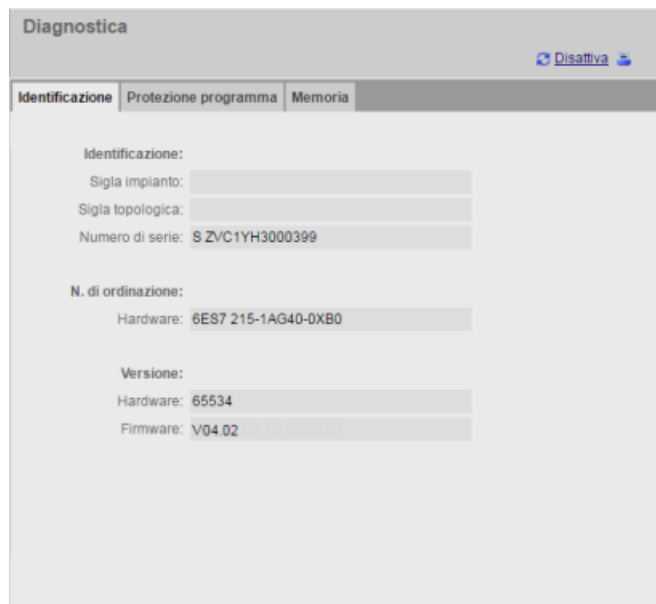 Diagnostica
Disattiva
Identificazione Protezione programma Memoria
Identificazione:
Sigla impianto:
Sigla topologica:
Numero di serie: S ZVC1YH3000399
N. di ordinazione:
Hardware: 6ES7 215-1AG40-0XB0
Versione:
Hardware: 65534
Firmware: V04.02